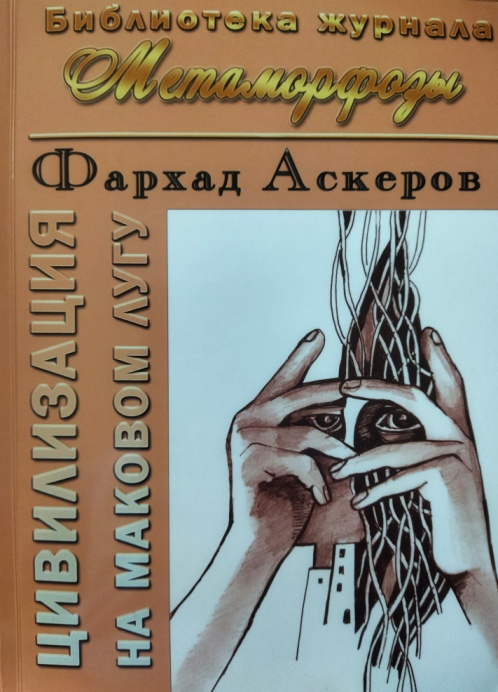 Библиотека журнала
Метаморфозы
Фархад Аскеров
ЦИВИЛИЗАЦИЯ
НА МАКОВОМ ЛУГУ